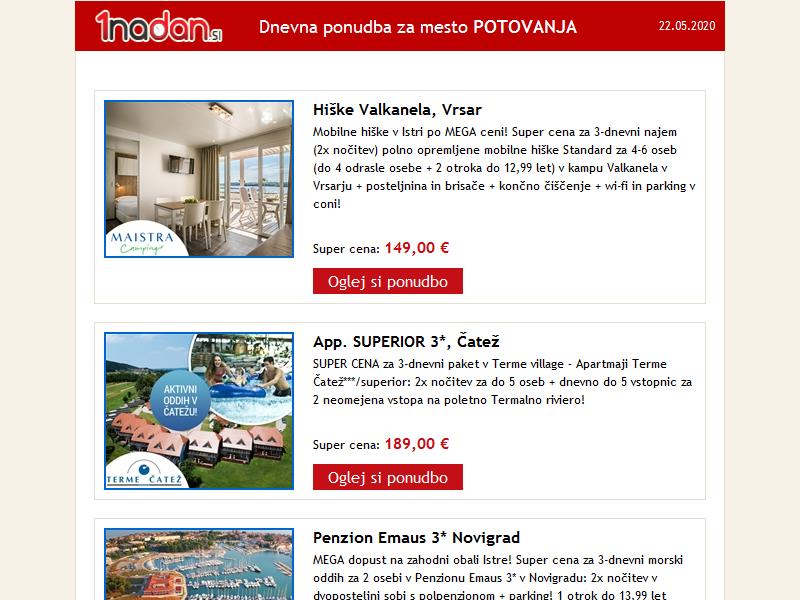 1nadan.si
Dnevna ponudba za mesto POTOVANJA
22.05.2020
Hiške Valkanela, Vrsar
Mobilne hiške v Istri po MEGA ceni! Super cena za 3-dnevni najem
(2x nočitev) polno opremljene mobilne hiške Standard za 4-6 oseb
(do 4 odrasle osebe + 2 otroka do 12,99 let) v kampu Valkanela v
Vrsarju + posteljnina in brisače + končno čiščenje + wi-fi in parking v
coni!
MAISTRA
Camping
Super cena: 149,00 €
Oglej si ponudbo
App. SUPERIOR 3*, Čatež
SUPER CENA za 3-dnevni paket v Terme village - Apartmaji Terme
Čatež***/superior: 2x nočitev za do 5 oseb + dnevno do 5 vstopnic za
2 neomejena vstopa na poletno Termalno riviero!
AKTIVNI
ODDIH V
ČATEŽU!
TERME ČATEŽ
Super cena: 189,00 €
Oglej si ponudbo
Penzion Emaus 3* Novigrad
MEGA dopust na zahodni obali Istre! Super cena za 3-dnevni morski
oddih za 2 osebi v Penzionu Emaus 3* v Novigradu: 2x nočitev v
dvoposteljni sobi s polpenzionom + parking! 1 otrok do 13,99 let